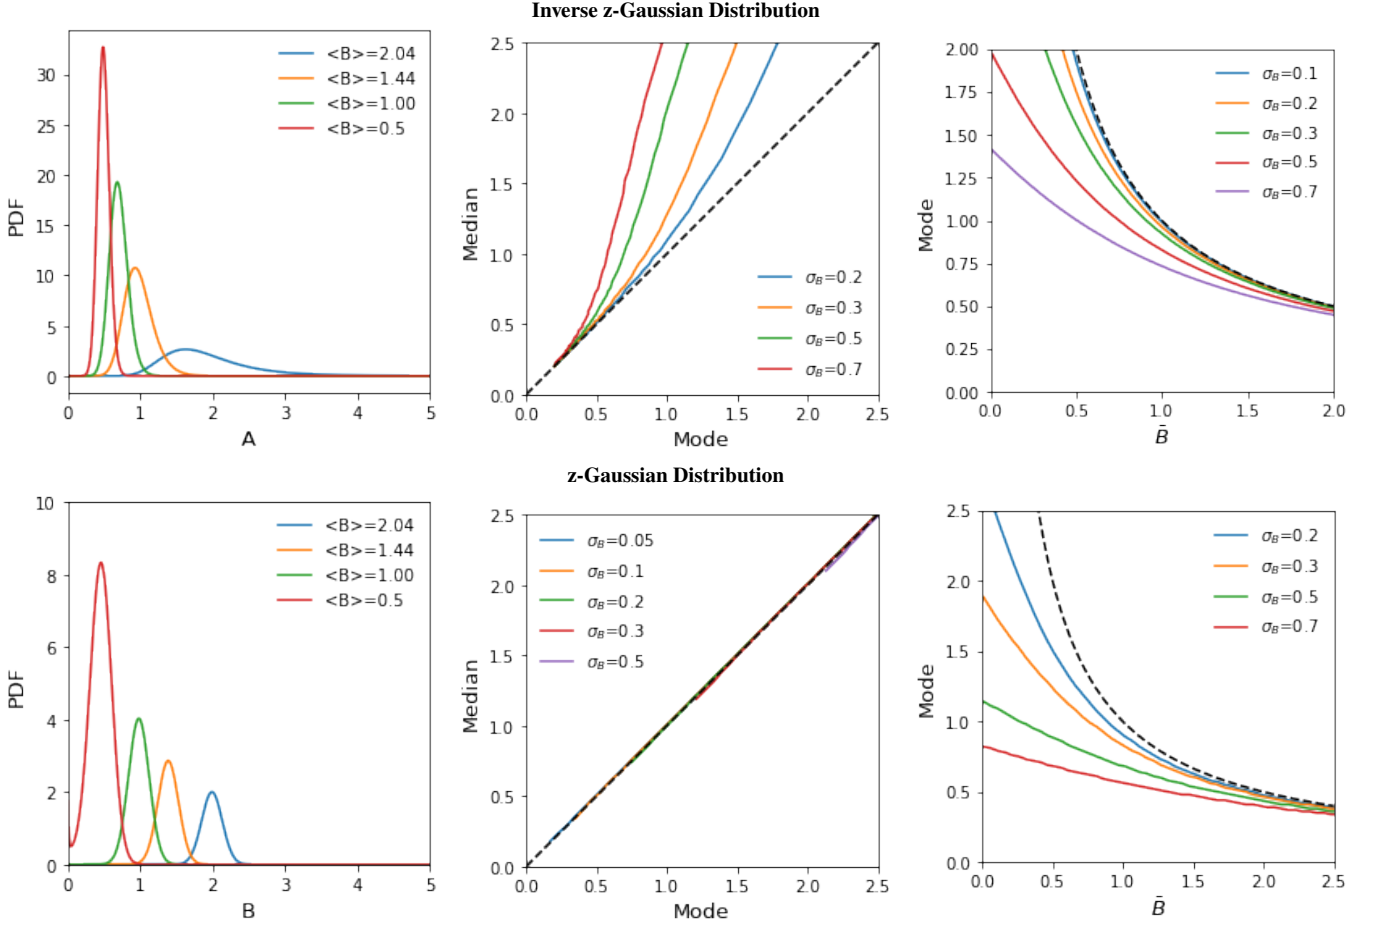 Inverse z-Gaussian Distribution
PDF
30
25
20
15
10
5
0
<B>=2.04
<B>=1.44
<B>=1.00
<B>=0.5
0 1 2 3 4 5
A
Median
2.5
2.0
1.5
1.0
0.5
0.0
σB=0.2
σB=0.3
σB=0.5
σB=0.7
0.0 0.5 1.0 1.5 2.0 2.5
Mode
Mode
2.00
1.75
1.50
1.25
1.00
0.75
0.50
0.25
0.00
σB=0.1
σB=0.2
σB=0.3
σB=0.5
σB=0.7
0.0 0.5 1.0 1.5 2.0
B̄
z-Gaussian Distribution
PDF
10
8
6
4
2
0
<B>=2.04
<B>=1.44
<B>=1.00
<B>=0.5
0 1 2 3 4 5
B
Median
2.5
2.0
1.5
1.0
0.5
0.0
σB=0.05
σB=0.1
σB=0.2
σB=0.3
σB=0.5
0.0 0.5 1.0 1.5 2.0 2.5
Mode
Mode
2.5
2.0
1.5
1.0
0.5
0.0
σB=0.2
σB=0.3
σB=0.5
σB=0.7
0.0 0.5 1.0 1.5 2.0 2.5
B̄